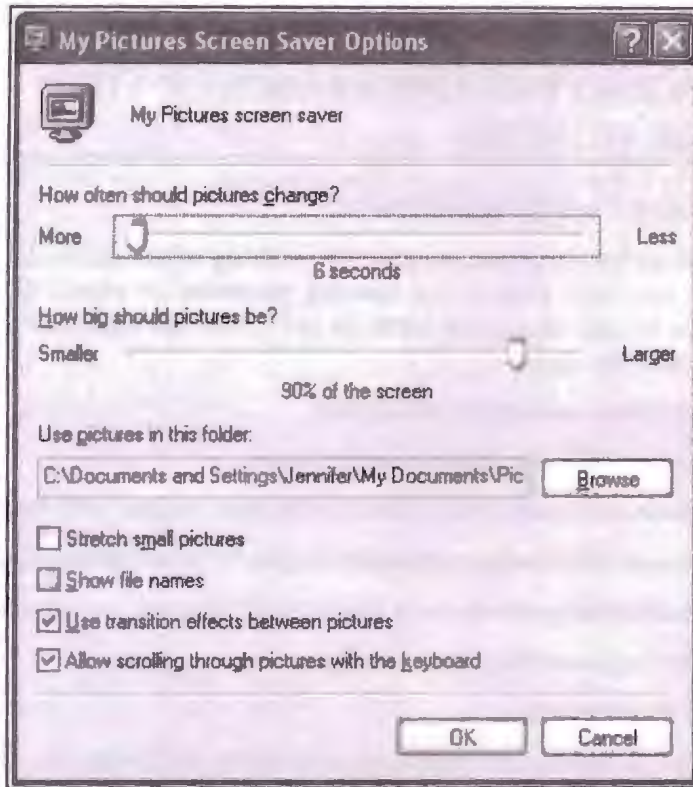 My Pictures Screen Saver Options
My Pictures screen saver
How often should pictures change?
More Less
6 seconds
How big should pictures be?
Smaller Larger
90% of the screen
Use pictures in this folder:
C:\Documents and Settings\Jennifer\My Documents\Pic Browse
Stretch small pictures
Show file names
Use transition effects between pictures
Allow scrolling through pictures with the keyboard
OK Cancel